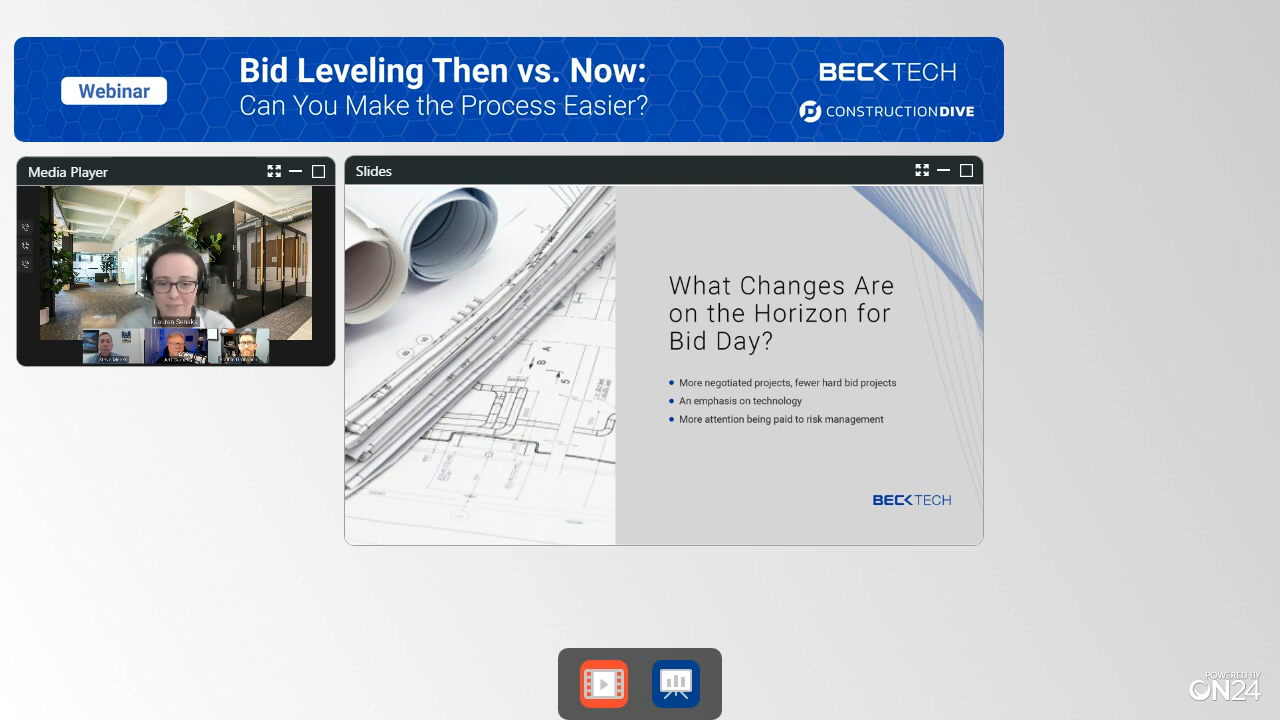 Webinar
Bid Leveling Then vs. Now:
Can You Make the Process Easier?
BECK TECH
CONSTRUCTIONDIVE
Media Player
Slides
What Changes Are
on the Horizon for
Bid Day?
More negotiated projects, fewer hard bid projects
An emphasis on technology
More attention being paid to risk management
BECK TECH
POWERED BY
ON24